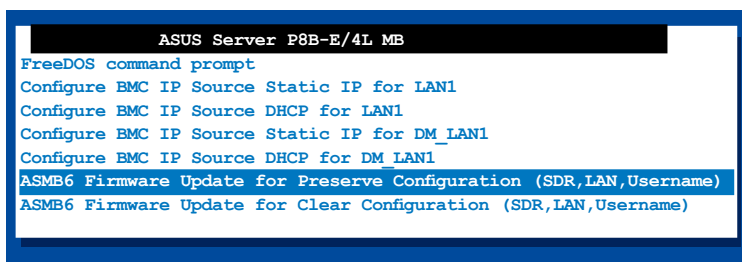 ASUS Server P8B-E/4L MB
FreeDOS command prompt
Configure BMC IP Source Static IP for LAN1
Configure BMC IP Source DHCP for LAN1
Configure BMC IP Source Static IP for DM_LAN1
Configure BMC IP Source DHCP for DM_LAN1
ASMB6 Firmware Update for Preserve Configuration (SDR,LAN,Username)
ASMB6 Firmware Update for Clear Configuration (SDR,LAN,Username)